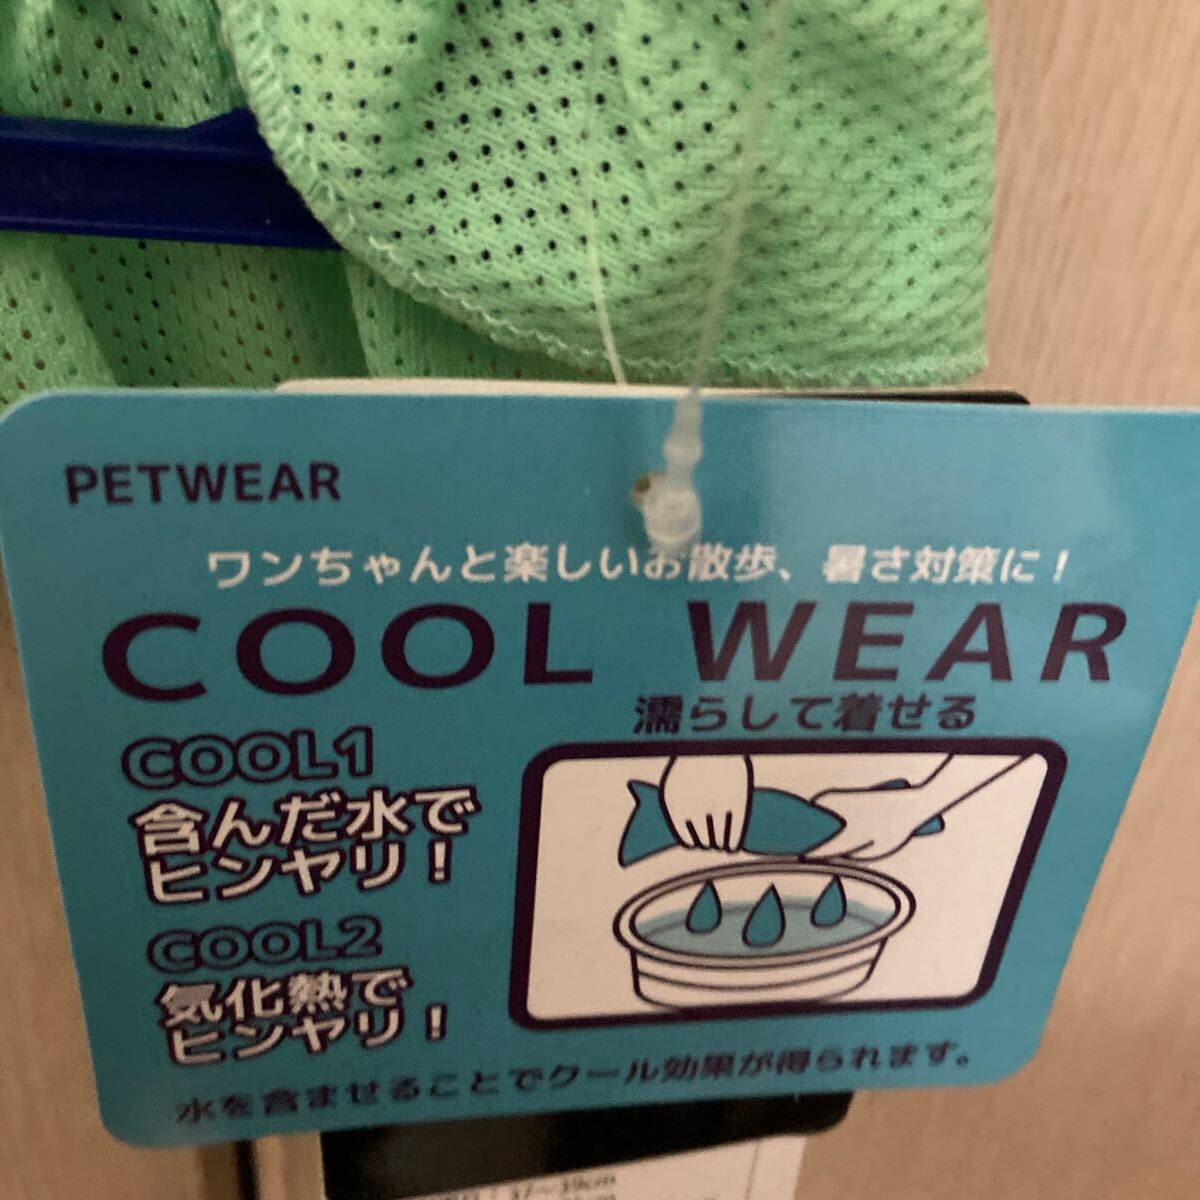 PETWEAR
ワンちゃんと楽しいお散歩、暑さ対策に！
COOL WEAR
濡らして着せる
COOL1
含んだ水で
ヒンヤリ！
COOL2
気化熱で
ヒンヤリ！
水を含ませることでクール効果が得られます。